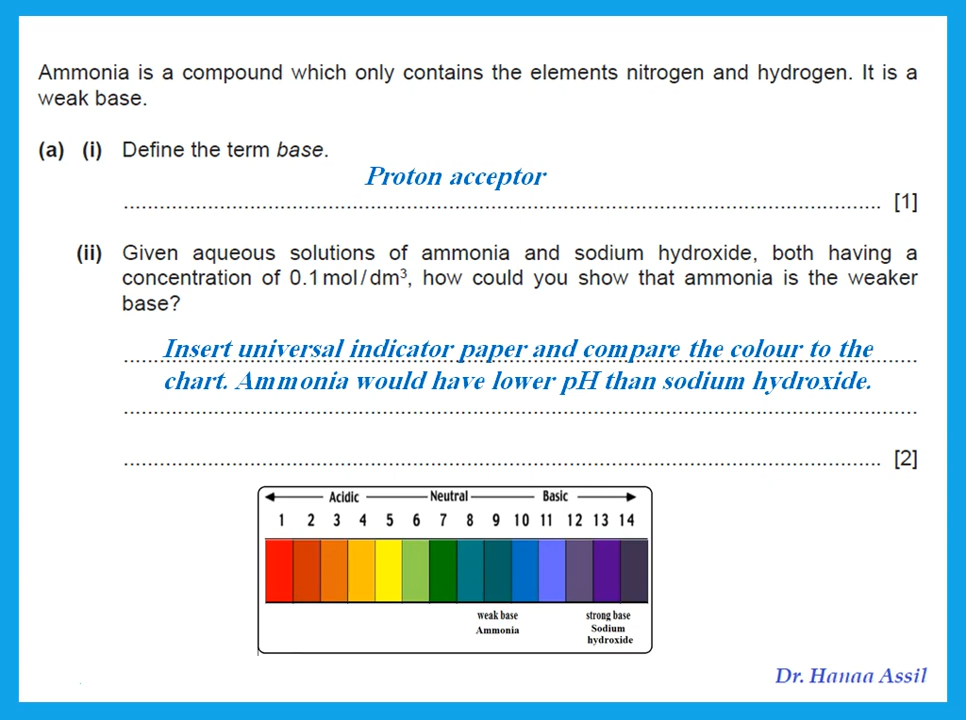 Ammonia is a compound which only contains the elements nitrogen and hydrogen. It is a
weak base.
(a) (i) Define the term base.
Proton acceptor
[1]
(ii) Given aqueous solutions of ammonia and sodium hydroxide, both having a
concentration of 0.1 mol/dm³, how could you show that ammonia is the weaker
base?
Insert universal indicator paper and compare the colour to the
chart. Ammonia would have lower pH than sodium hydroxide.
[2]
Acidic Neutral Basic
1 2 3 4 5 6 7 8 9 10 11 12 13 14
weak base strong base
Ammonia Sodium
hydroxide
Dr. Hanaa Assil